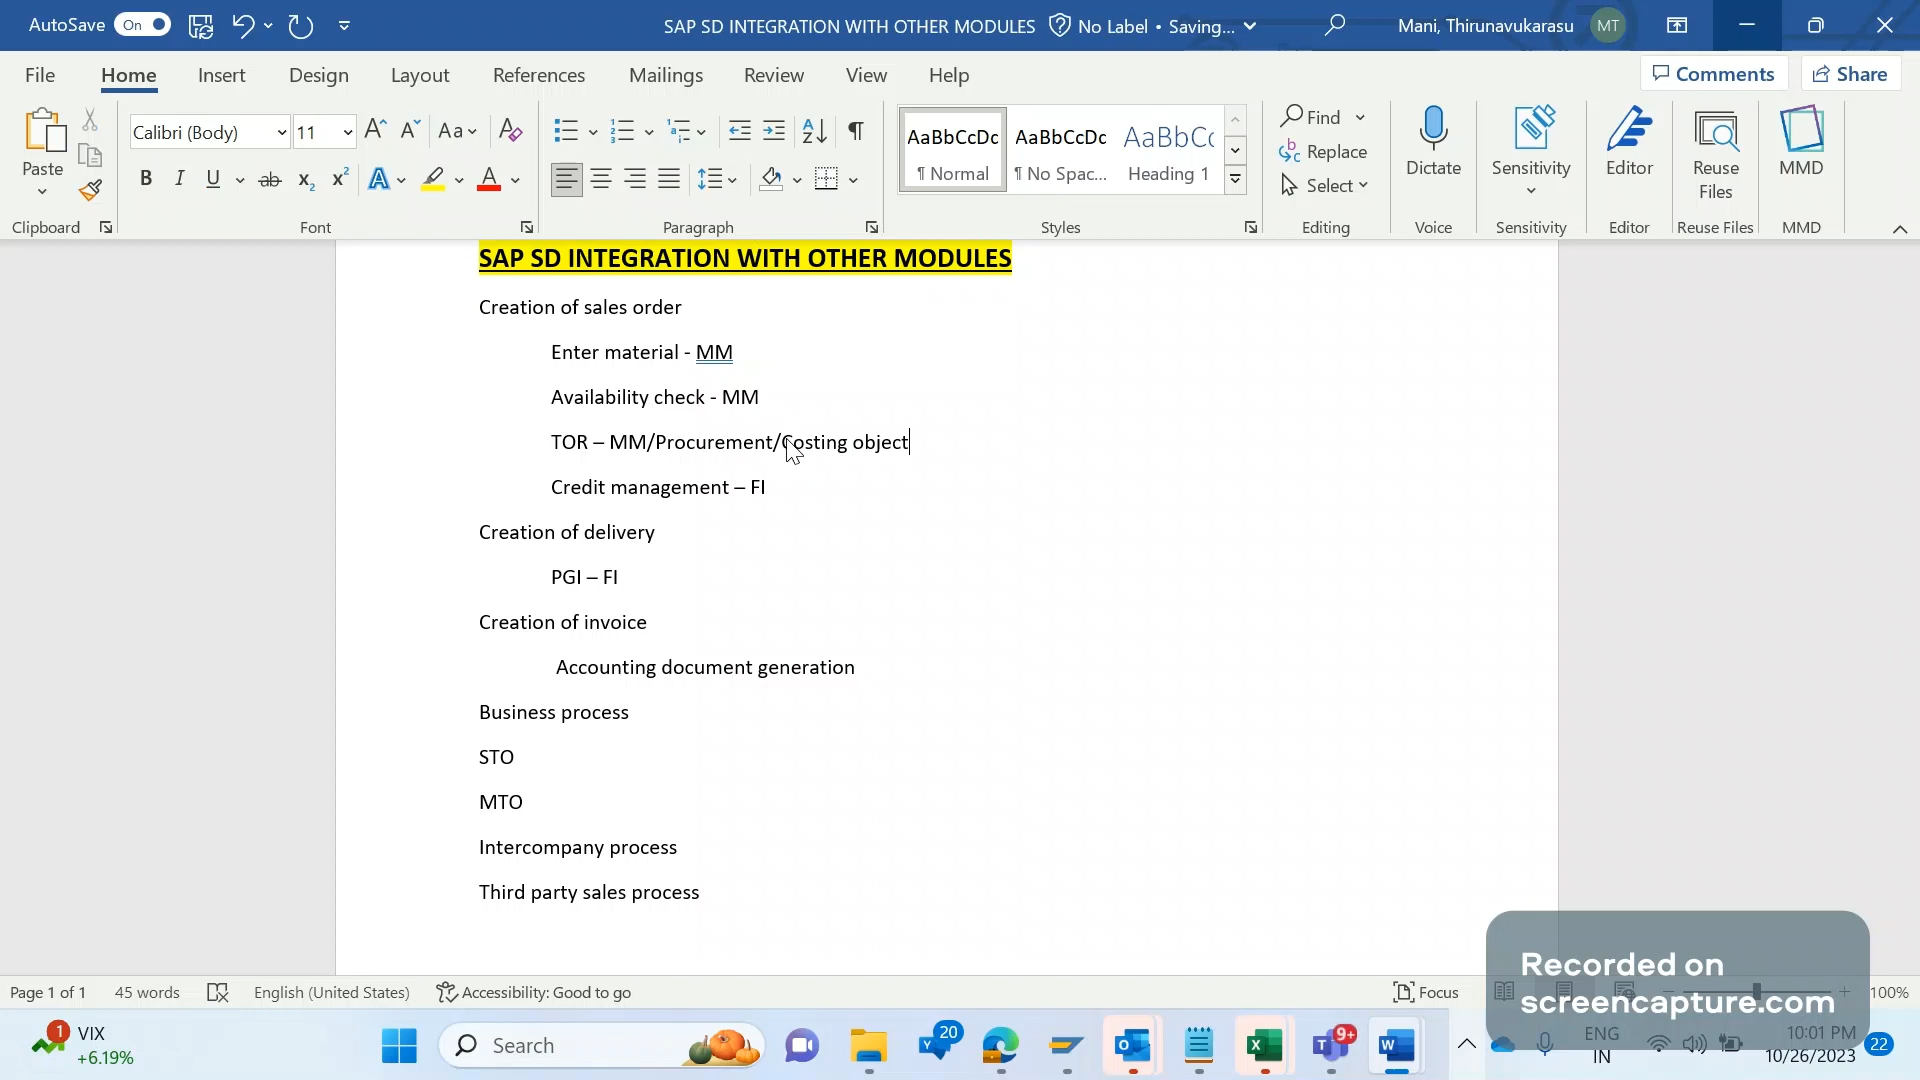 AutoSave On
SAP SD INTEGRATION WITH OTHER MODULES No Label • Saving...
Mani, Thirunavukarasu MT
File Home Insert Design Layout References Mailings Review View Help
Comments Share
Paste
Clipboard
Calibri (Body) 11
Font
Paragraph
AaBbCcDc AaBbCcDc AaBbC
¶ Normal ¶ No Spac... Heading 1
Styles
Find
Replace
Select
Editing
Dictate
Voice
Sensitivity
Sensitivity
Editor
Editor
Reuse
Files
Reuse Files
MMD
MMD
SAP SD INTEGRATION WITH OTHER MODULES
Creation of sales order
Enter material - MM
Availability check - MM
TOR – MM/Procurement/Costing object
Credit management – FI
Creation of delivery
PGI – FI
Creation of invoice
Accounting document generation
Business process
STO
MTO
Intercompany process
Third party sales process
Recorded on
screencapture.com
Page 1 of 1 45 words English (United States) Accessibility: Good to go
Focus 100%
1 VIX
+6.19%
Search
20
9+
ENG
IN
10:01 PM
10/26/2023
22